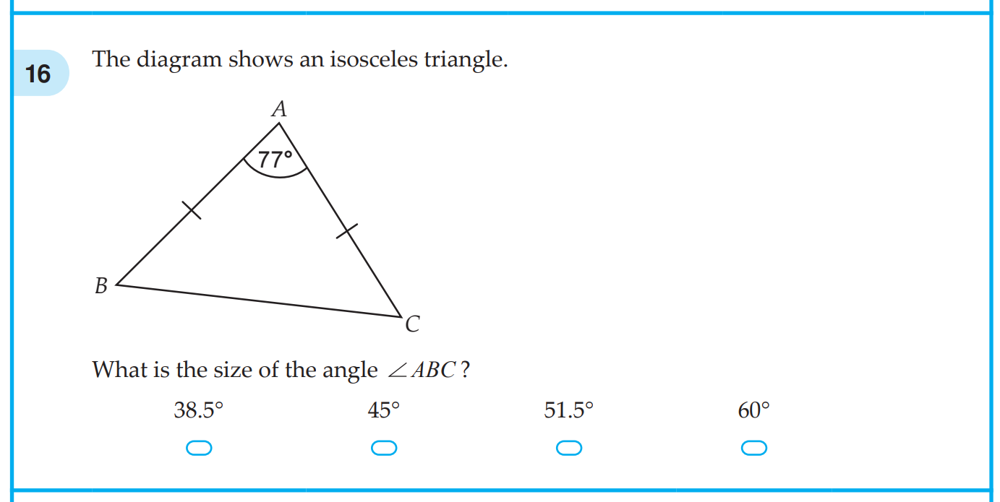 16
The diagram shows an isosceles triangle.
A
77°
B
C
What is the size of the angle ∠ABC?
38.5° 45° 51.5° 60°